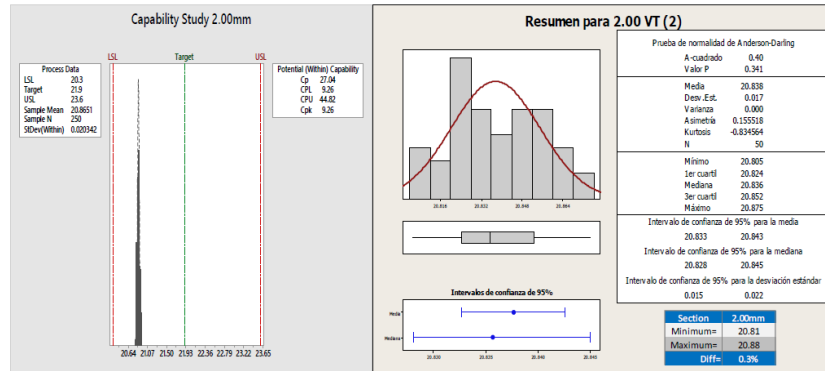 Capability Study 2.00mm
LSL Target USL
Process Data
LSL 20.3
Target 21.9
USL 23.6
Sample Mean 20.8651
Sample N 250
StDev(Within) 0.020342
Potential (Within) Capability
Cp 27.04
CPL 9.26
CPU 44.82
Cpk 9.26
20.64 21.07 21.50 21.93 22.36 22.79 23.22 23.65
Resumen para 2.00 VT (2)
20.816 20.832 20.848 20.864
Intervalos de confianza de 95%
Media
Mediana
20.830 20.835 20.840 20.845
Prueba de normalidad de Anderson-Darling
A-cuadrado 0.40
Valor P 0.341
Media 20.838
Desv.Est. 0.017
Varianza 0.000
Asimetría 0.155518
Kurtosis -0.834564
N 50
Mínimo 20.805
1er cuartil 20.824
Mediana 20.836
3er cuartil 20.852
Máximo 20.875
Intervalo de confianza de 95% para la media
20.833 20.843
Intervalo de confianza de 95% para la mediana
20.828 20.845
Intervalo de confianza de 95% para la desviación estándar
0.015 0.022
Section 2.00mm
Minimum= 20.81
Maximum= 20.88
Diff= 0.3%